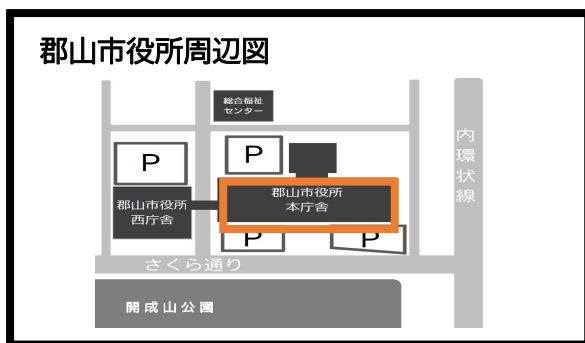 郡山市役所周辺図
総合福祉
センター
P
P
内環状線
郡山市役所
本庁舎
郡山市役所
西庁舎
P
P
さくら通り
開成山公園